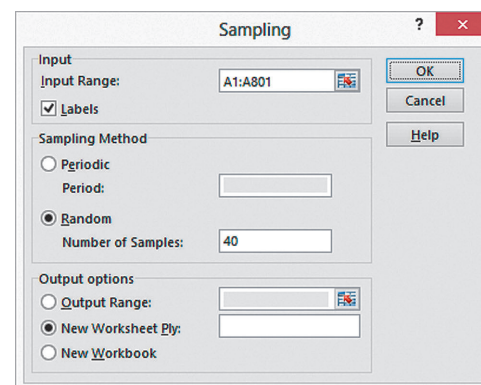 Sampling
?
×
Input
Input Range:
A1:A801
Labels
OK
Cancel
Help
Sampling Method
Periodic
Period:
Random
Number of Samples:
40
Output options
Output Range:
New Worksheet Ply:
New Workbook